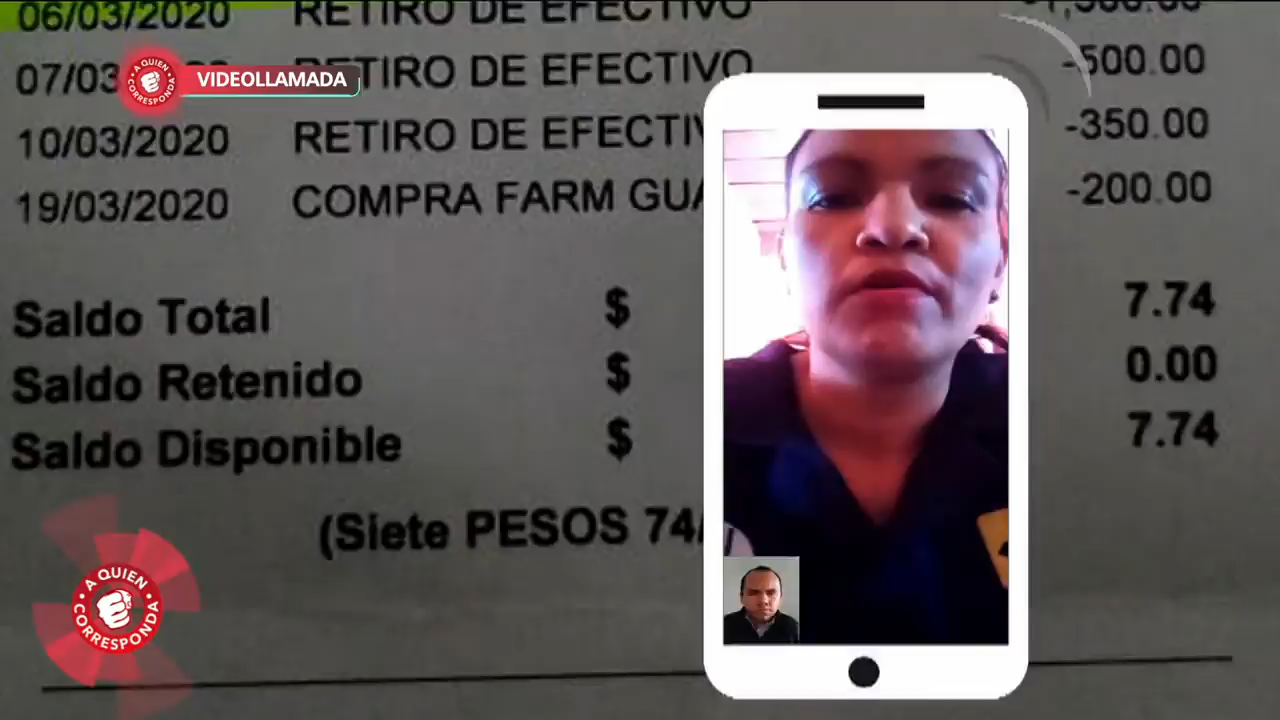 06/03/2020 RETIRO DE EFECTIVO
07/03 RETIRO DE EFECTIVO -500.00
A QUIEN CORRESPONDA
VIDEOLLAMADA
10/03/2020 RETIRO DE EFECTIV -350.00
19/03/2020 COMPRA FARM GUA -200.00
Saldo Total $ 7.74
Saldo Retenido $ 0.00
Saldo Disponible $ 7.74
(Siete PESOS 74/
A QUIEN CORRESPONDA